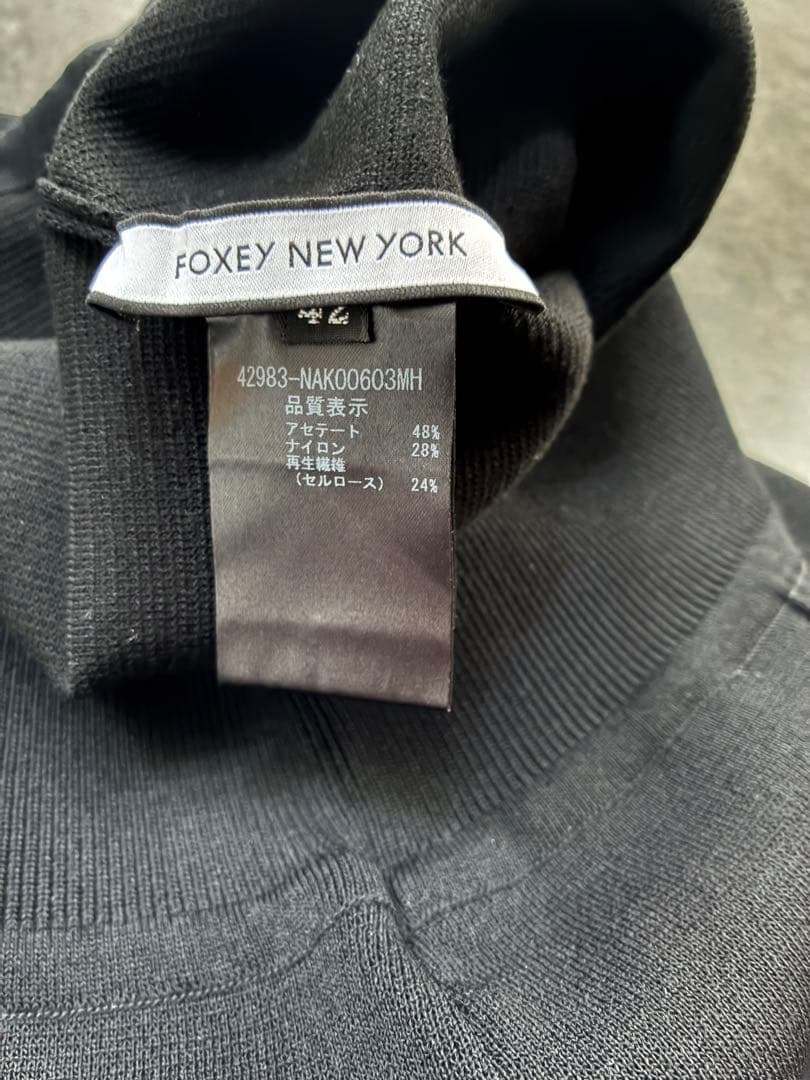 FOXEY NEW YORK
42
42983-NAK00603MH
品質表示
アセテート 48%
ナイロン 28%
再生繊維
(セルロース) 24%